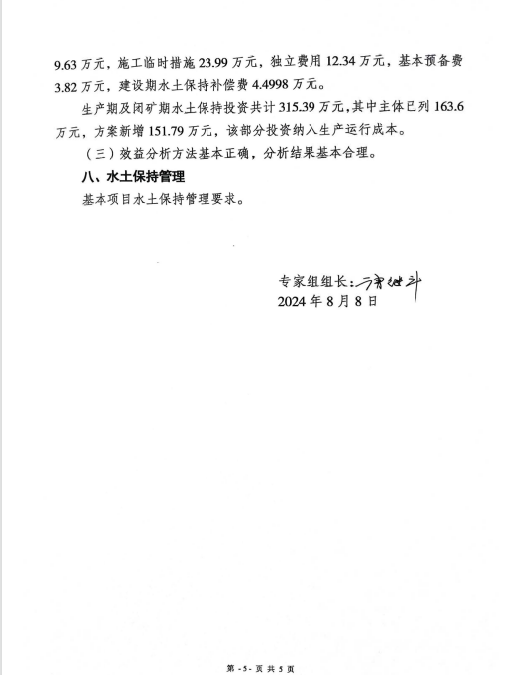 9.63 万元，施工临时措施 23.99 万元，独立费用 12.34 万元，基本预备费
3.82 万元，建设期水土保持补偿费 4.4998 万元。
生产期及闭矿期水土保持投资共计 315.39 万元,其中主体已列 163.6
万元，方案新增 151.79 万元，该部分投资纳入生产运行成本。
（三）效益分析方法基本正确，分析结果基本合理。
八、水土保持管理
基本项目水土保持管理要求。
专家组组长:
2024 年 8 月 8 日
第 -5- 页 共 5 页